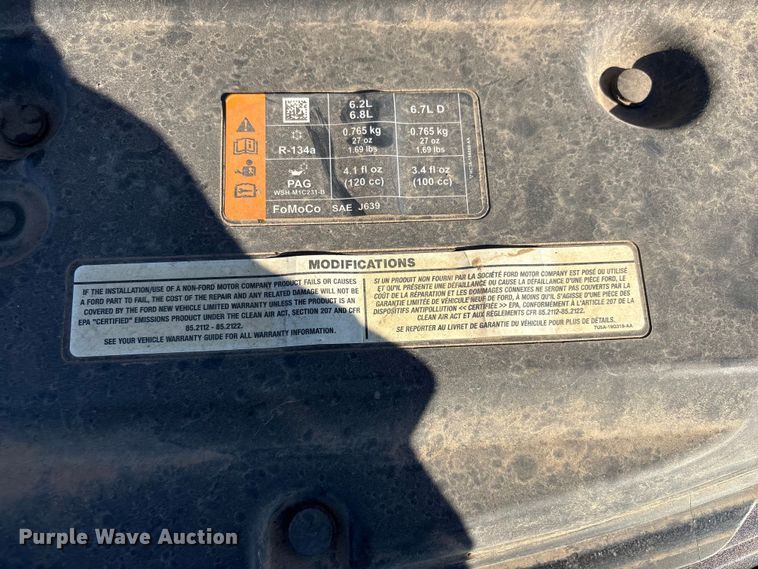 6.2L
6.8L
6.7L D
R-134a
0.765 kg
27 oz
1.69 lbs
0.765 kg
27 oz
1.69 lbs
PAG
WSH-M1C231-B
4.1 fl oz
(120 cc)
3.4 fl oz
(100 cc)
FoMoCo SAE J639
MODIFICATIONS
IF THE INSTALLATION/USE OF A NON-FORD MOTOR COMPANY PRODUCT FAILS OR CAUSES
A FORD PART TO FAIL, THE COST OF THE REPAIR AND ANY RELATED DAMAGE WILL NOT BE
COVERED BY THE FORD NEW VEHICLE LIMITED WARRANTY UNLESS THE PRODUCT IS AN
EPA "CERTIFIED" EMISSIONS PRODUCT UNDER THE CLEAN AIR ACT, SECTION 207 AND CFR
85.2112 - 85.2122.
SEE YOUR VEHICLE WARRANTY GUIDE FOR ALL WARRANTY INFORMATION.
SI UN PRODUIT NON FOURNI PAR LA SOCIÉTÉ FORD MOTOR COMPANY EST POSÉ OU UTILISÉ
ET QU'IL PRÉSENTE UNE DÉFAILLANCE OU CAUSE LA DÉFAILLANCE D'UNE PIÈCE FORD, LE
COÛT DE LA RÉPARATION ET LES DOMMAGES CONNEXES NE SERONT PAS COUVERTS PAR LA
GARANTIE LIMITÉE DE VÉHICULE NEUF DE FORD, À MOINS QU'IL S'AGISSE D'UNE PIÈCE DES
DISPOSITIFS ANTIPOLLUTION << CERTIFIÉE >> EPA, CONFORMÉMENT À L'ARTICLE 207 DE LA
CLEAN AIR ACT ET AUX RÈGLEMENTS CFR 85.2112-85.2122.
SE REPORTER AU LIVRET DE GARANTIE DU VÉHICULE POUR PLUS DE DÉTAILS.
Purple Wave Auction